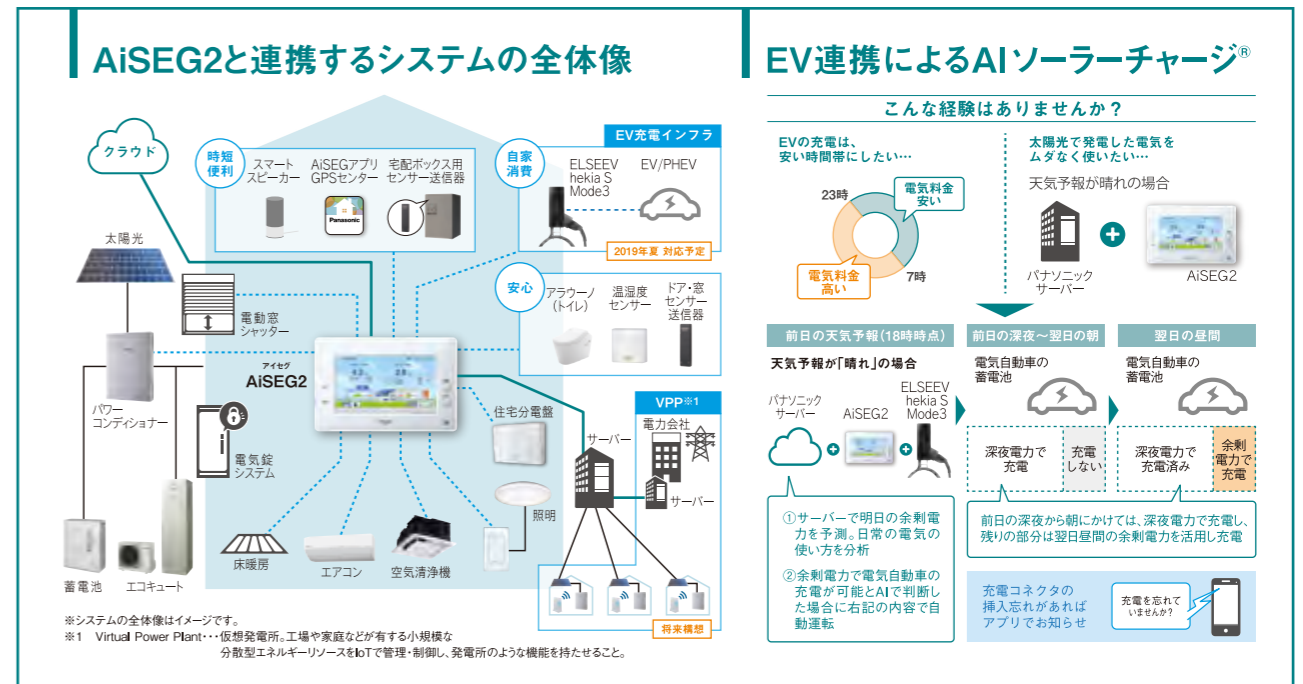 AiSEG2と連携するシステムの全体像
クラウド
時短
便利
スマート
スピーカー
AiSEGアプリ
GPSセンター
宅配ボックス用
センサー送信器
Panasonic
EV充電インフラ
自家
消費
ELSEEV
hekia S
Mode3
EV/PHEV
2019年夏 対応予定
太陽光
電動窓
シャッター
安心
アラウーノ
(トイレ)
温湿度
センサー
ドア・窓
センサー
送信器
アイセグ
AiSEG2
パワー
コンディショナー
電気錠
システム
住宅分電盤
照明
VPP※1
電力会社
サーバー
サーバー
蓄電池
エコキュート
床暖房
エアコン
空気清浄機
将来構想
※システムの全体像はイメージです。
※1 Virtual Power Plant・・・仮想発電所。工場や家庭などが有する小規模な
分散型エネルギーリソースをIoTで管理・制御し、発電所のような機能を持たせること。
EV連携によるAIソーラーチャージ®
こんな経験はありませんか?
EVの充電は、
安い時間帯にしたい…
23時
電気料金
安い
電気料金
高い
7時
太陽光で発電した電気を
ムダなく使いたい…
天気予報が晴れの場合
パナソニック
サーバー
AiSEG2
前日の天気予報(18時時点)
天気予報が「晴れ」の場合
パナソニック
サーバー
AiSEG2
ELSEEV
hekia S
Mode3
①サーバーで明日の余剰電
力を予測。日常の電気の
使い方を分析
②余剰電力で電気自動車の
充電が可能とAIで判断し
た場合に右記の内容で自
動運転
前日の深夜～翌日の朝
電気自動車の
蓄電池
深夜電力で
充電
充電
しない
翌日の昼間
電気自動車の
蓄電池
深夜電力で
充電済み
余剰
電力で
充電
前日の深夜から朝にかけては、深夜電力で充電し、
残りの部分は翌日昼間の余剰電力を活用し充電
充電コネクタの
挿入忘れがあれば
アプリでお知らせ
充電を忘れて
いませんか?